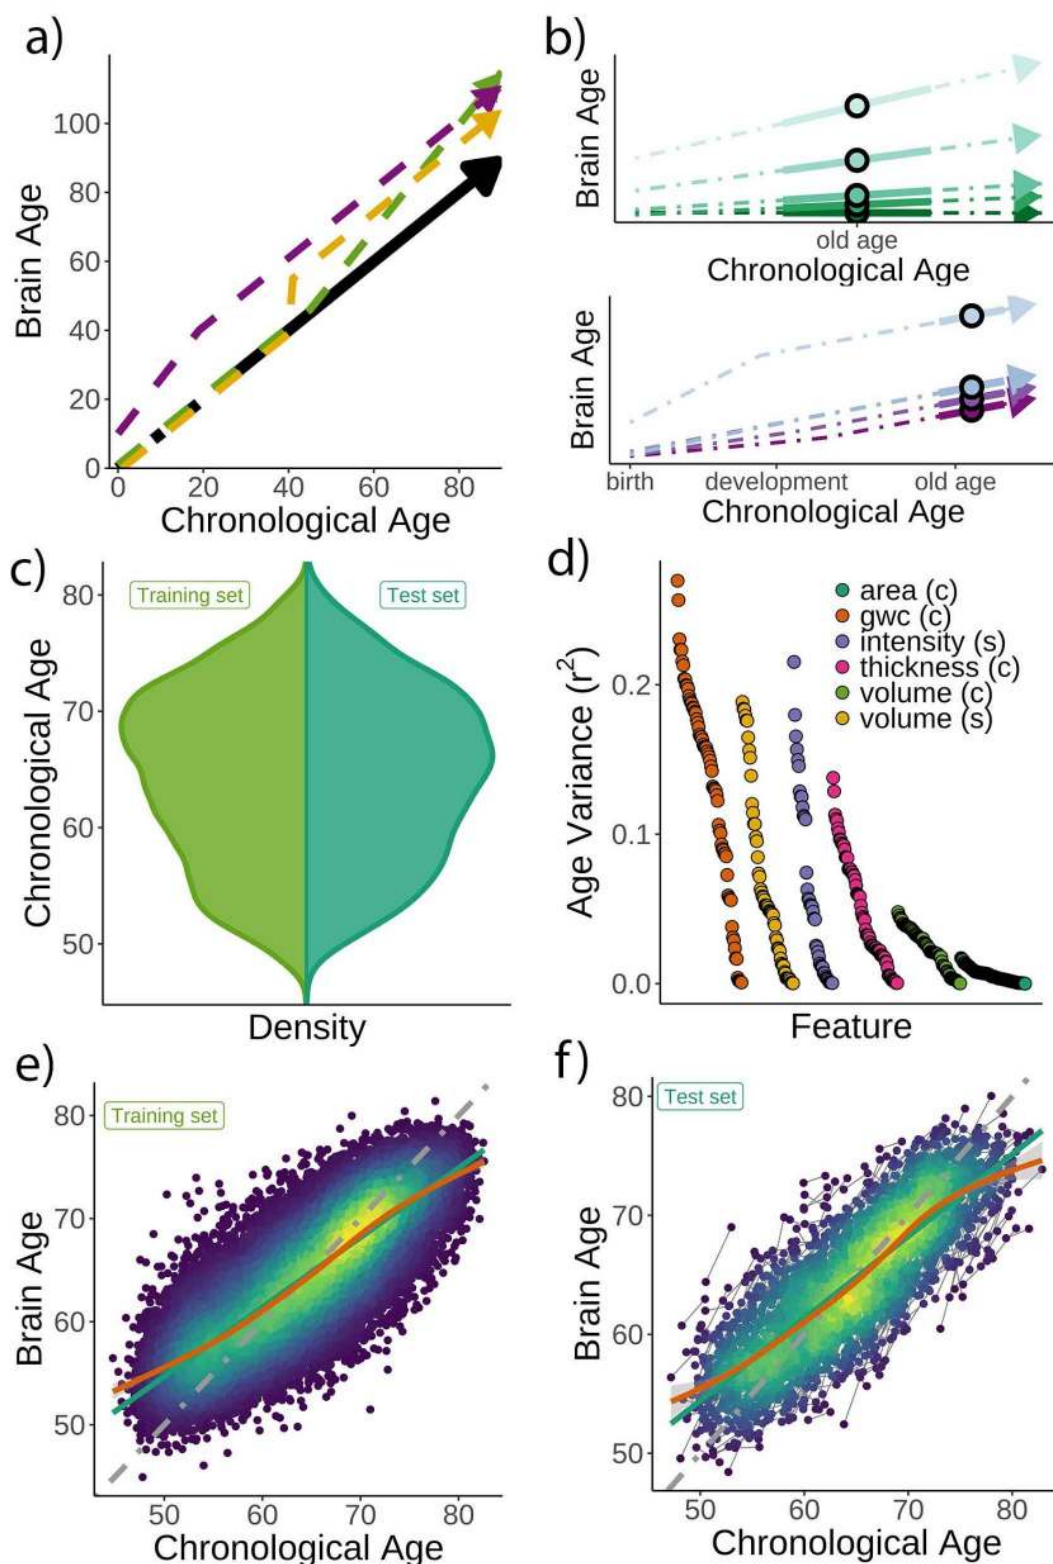 a)
100
80
60
40
20
0
Brain Age
0 20 40 60 80
Chronological Age
b)
Brain Age
old age
Chronological Age
Brain Age
birth development old age
Chronological Age
c)
Training set
Test set
80
70
60
50
Chronological Age
Density
d)
area (c)
gwc (c)
intensity (s)
thickness (c)
volume (c)
volume (s)
0.2
0.1
0.0
Age Variance (r²)
Feature
e)
Training set
80
70
60
50
Brain Age
50 60 70 80
Chronological Age
f)
Test set
80
70
60
50
Brain Age
50 60 70 80
Chronological Age